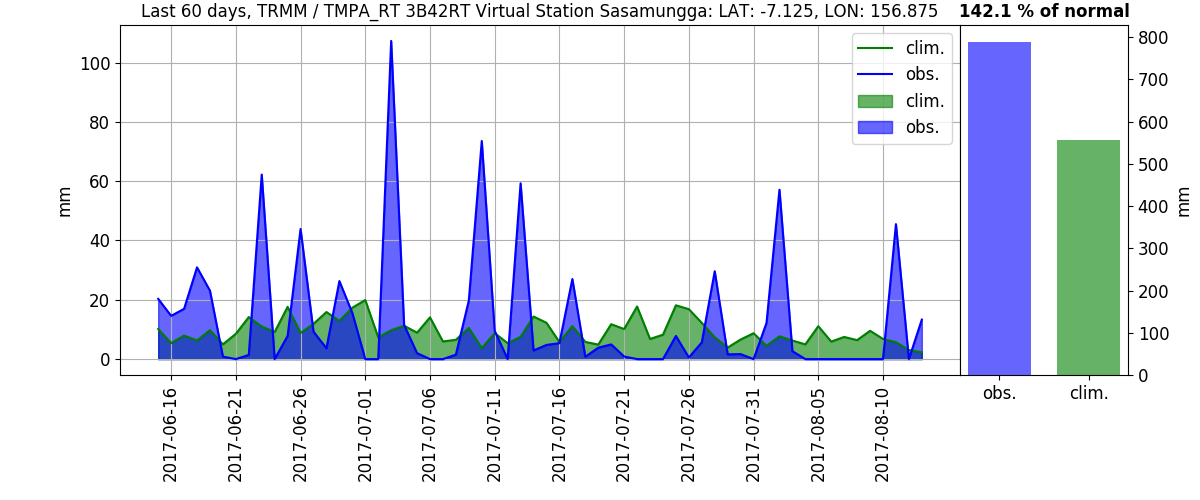 Last 60 days, TRMM / TMPA_RT 3B42RT Virtual Station Sasamungga: LAT: -7.125, LON: 156.875
142.1 % of normal
clim.
obs.
clim.
obs.
mm
100
80
60
40
20
0
2017-06-16
2017-06-21
2017-06-26
2017-07-01
2017-07-06
2017-07-11
2017-07-16
2017-07-21
2017-07-26
2017-07-31
2017-08-05
2017-08-10
800
700
600
500
400
300
200
100
0
mm
obs.
clim.